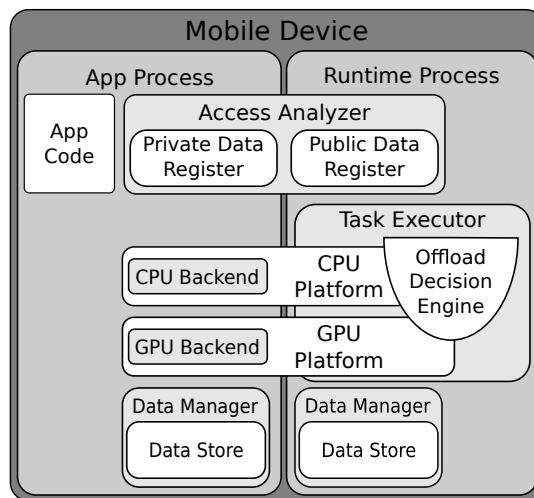 Mobile Device
App Process
Runtime Process
Access Analyzer
App
Code
Private Data
Register
Public Data
Register
Task Executor
Offload
Decision
Engine
CPU Backend
CPU
Platform
GPU Backend
GPU
Platform
Data Manager
Data Store
Data Manager
Data Store